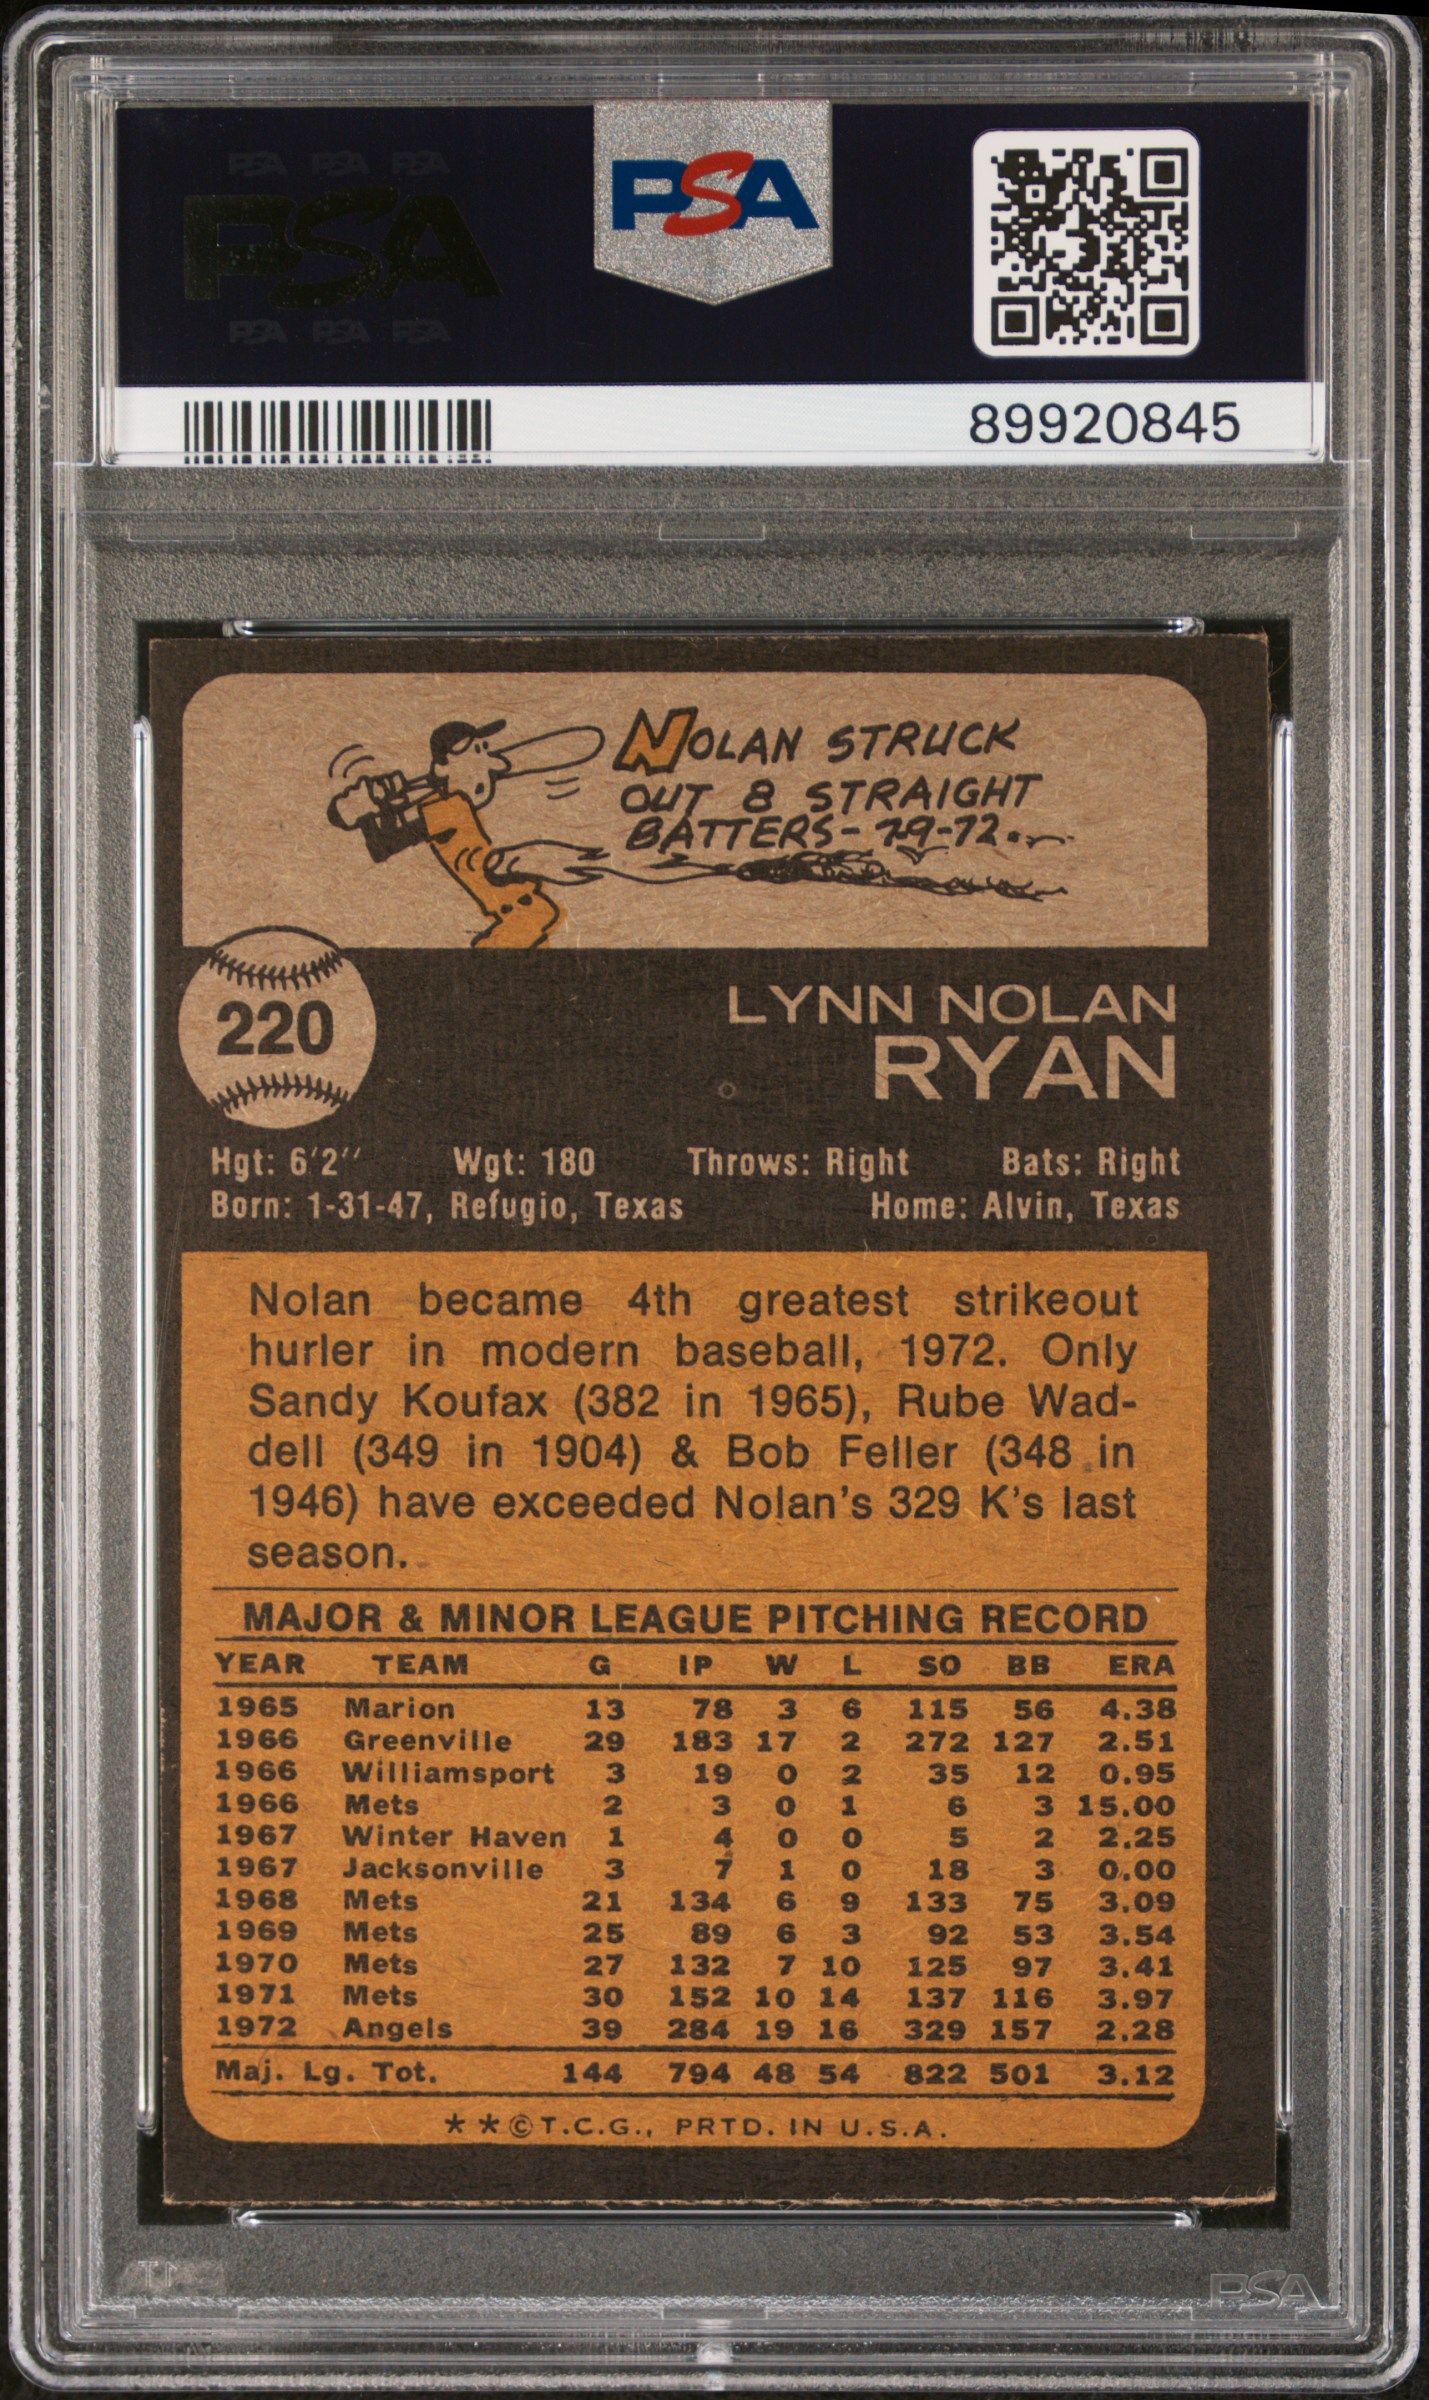 PSA PSA PSA
PSA
PSA PSA PSA
PSA
89920845
NOLAN STRUCK
OUT 8 STRAIGHT
BATTERS - 7-9-72.
220
LYNN NOLAN
RYAN
Hgt: 6'2'' Wgt: 180 Throws: Right Bats: Right
Born: 1-31-47, Refugio, Texas Home: Alvin, Texas
Nolan became 4th greatest strikeout
hurler in modern baseball, 1972. Only
Sandy Koufax (382 in 1965), Rube Wad-
dell (349 in 1904) & Bob Feller (348 in
1946) have exceeded Nolan's 329 K's last
season.
MAJOR & MINOR LEAGUE PITCHING RECORD
YEAR TEAM G IP W L SO BB ERA
1965 Marion 13 78 3 6 115 56 4.38
1966 Greenville 29 183 17 2 272 127 2.51
1966 Williamsport 3 19 0 2 35 12 0.95
1966 Mets 2 3 0 1 6 3 15.00
1967 Winter Haven 1 4 0 0 5 2 2.25
1967 Jacksonville 3 7 1 0 18 3 0.00
1968 Mets 21 134 6 9 133 75 3.09
1969 Mets 25 89 6 3 92 53 3.54
1970 Mets 27 132 7 10 125 97 3.41
1971 Mets 30 152 10 14 137 116 3.97
1972 Angels 39 284 19 16 329 157 2.28
Maj. Lg. Tot. 144 794 48 54 822 501 3.12
**©T.C.G., PRTD. IN U.S.A.
PSA